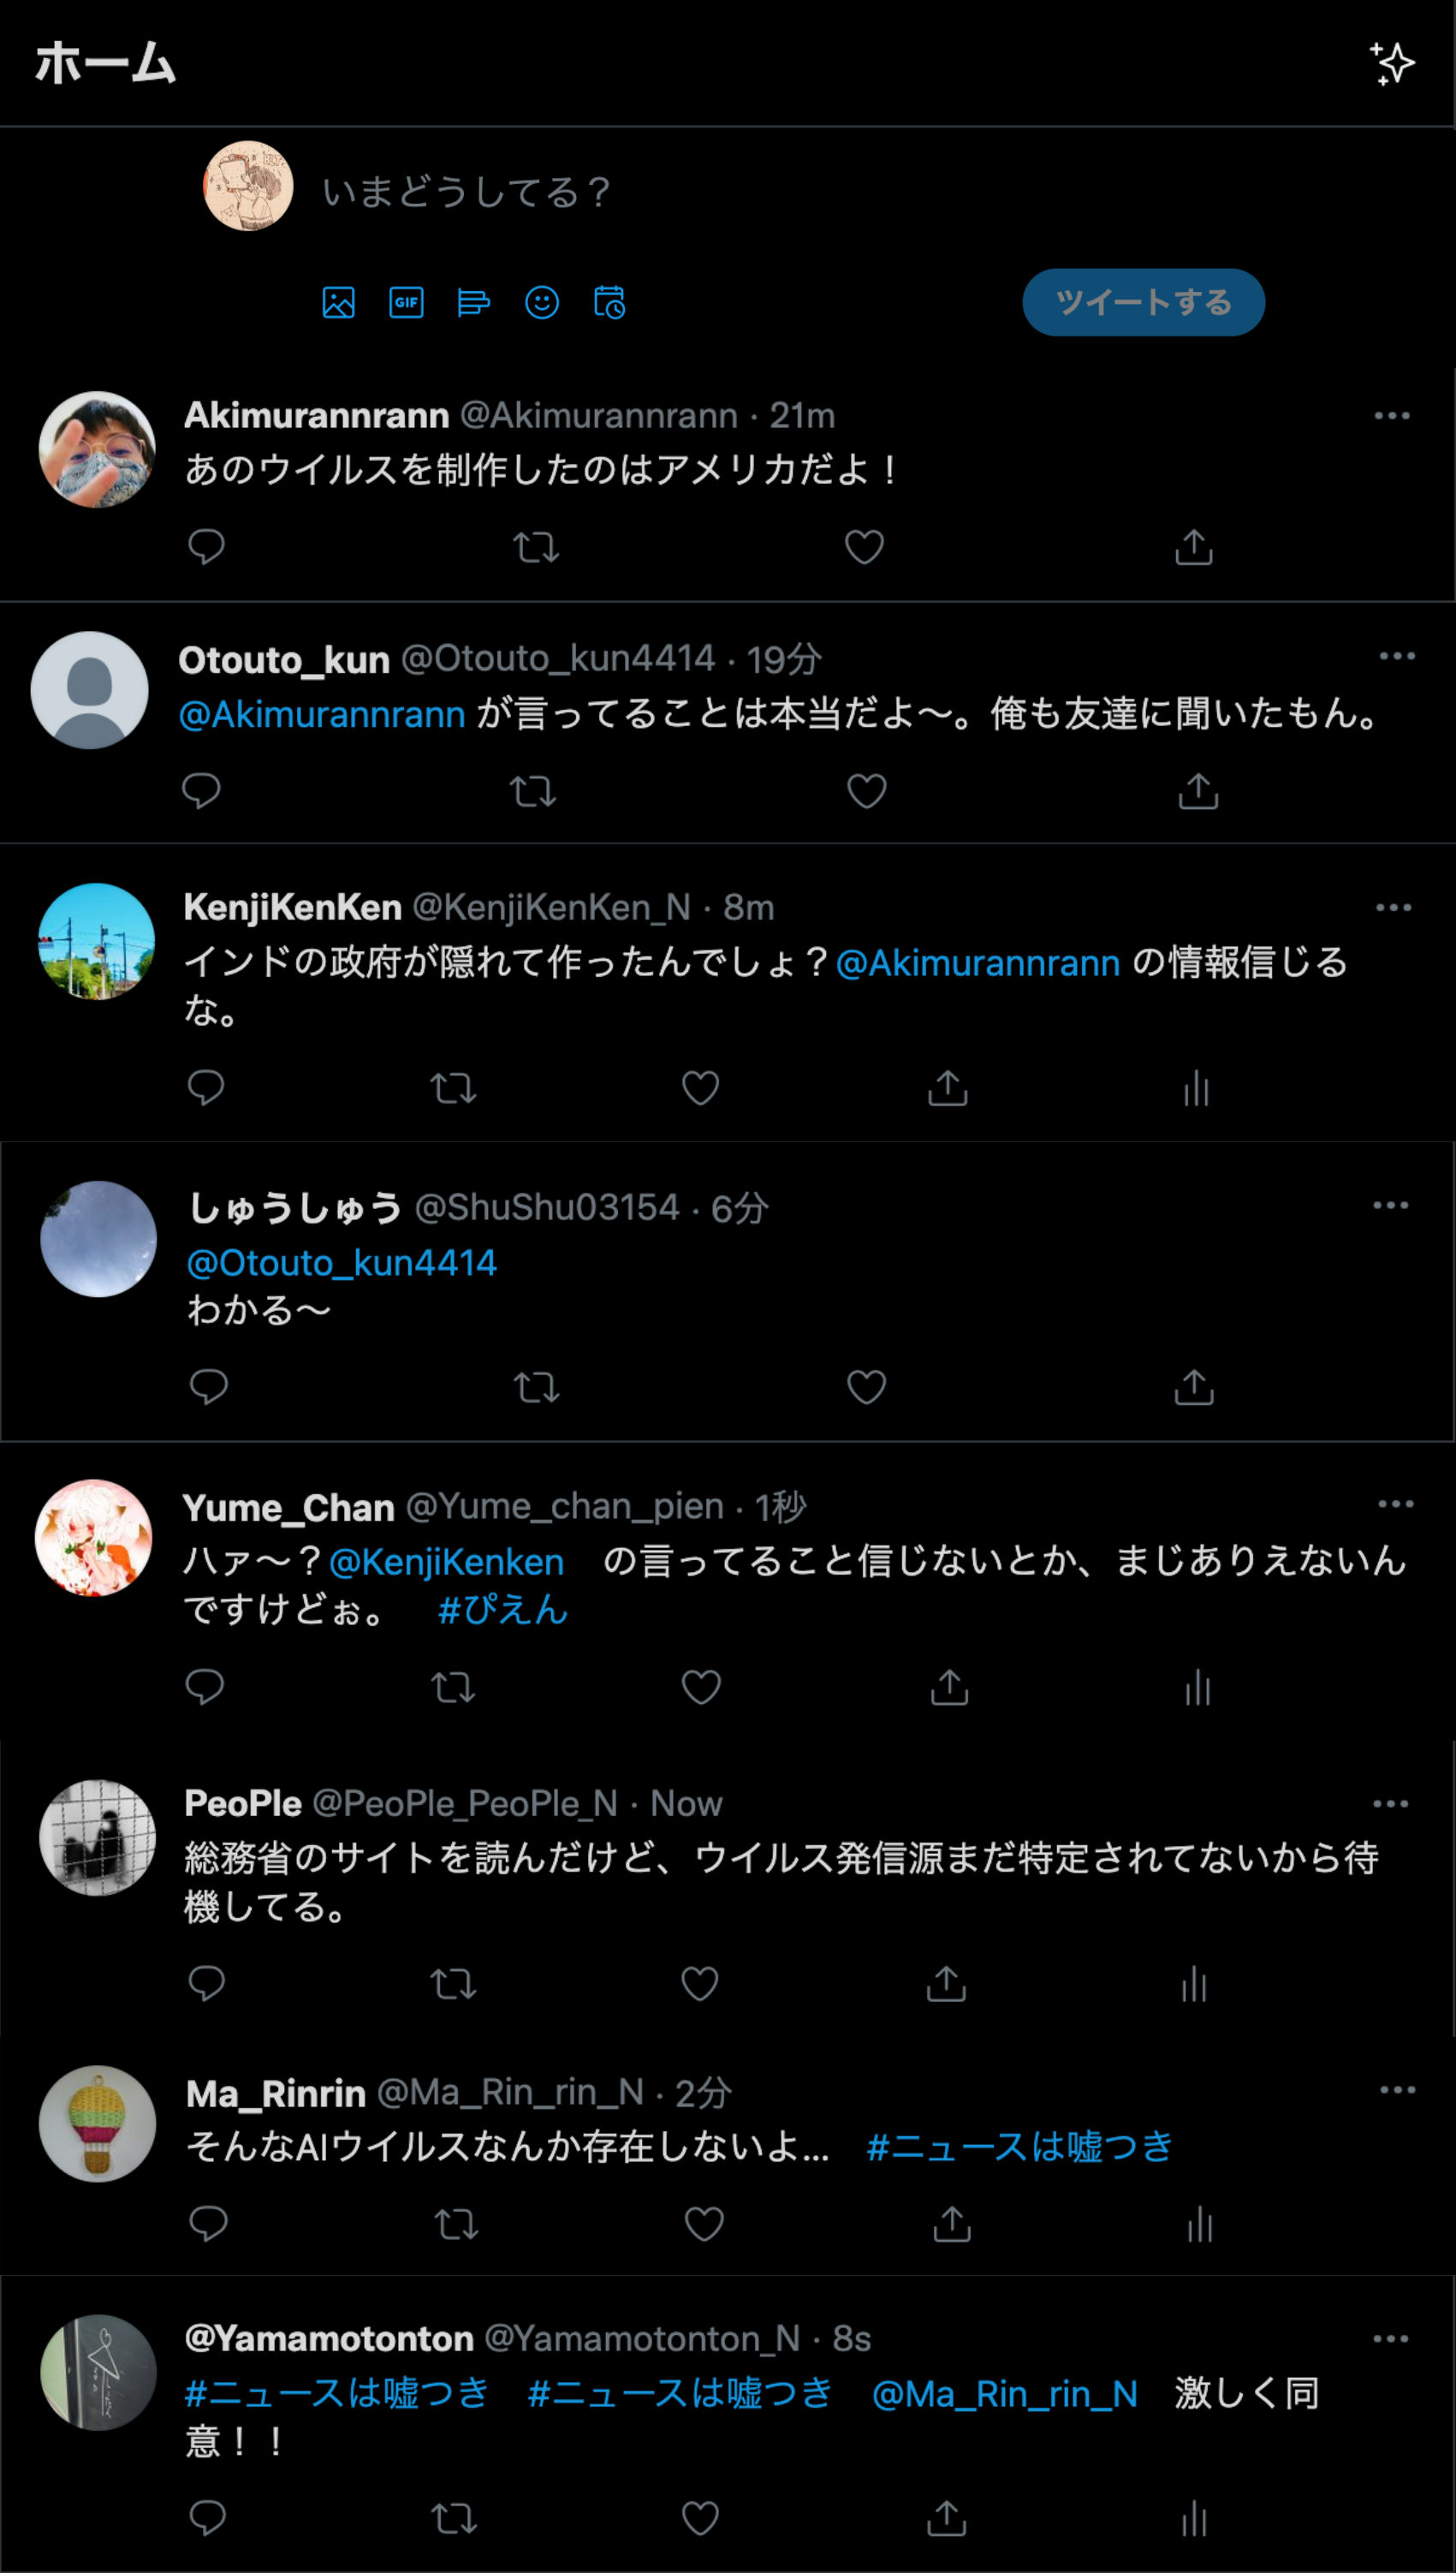 ホーム
いまどうしてる？
GIF
ツイートする
Akimurannrann @Akimurannrann · 21m
あのウイルスを制作したのはアメリカだよ！
Otouto_kun @Otouto_kun4414 · 19分
@Akimurannrann が言ってることは本当だよ〜。俺も友達に聞いたもん。
KenjiKenKen @KenjiKenKen_N · 8m
インドの政府が隠れて作ったんでしょ？@Akimurannrann の情報信じる
な。
しゅうしゅう @ShuShu03154 · 6分
@Otouto_kun4414
わかる〜
Yume_Chan @Yume_chan_pien · 1秒
ハァ〜？@KenjiKenken　の言ってること信じないとか、まじありえないん
ですけどぉ。　#ぴえん
PeoPle @PeoPle_PeoPle_N · Now
総務省のサイトを読んだけど、ウイルス発信源まだ特定されてないから待
機してる。
Ma_Rinrin @Ma_Rin_rin_N · 2分
そんなAIウイルスなんか存在しないよ...　#ニュースは嘘つき
@Yamamotonton @Yamamotonton_N · 8s
#ニュースは嘘つき　#ニュースは嘘つき　@Ma_Rin_rin_N　激しく同
意！！